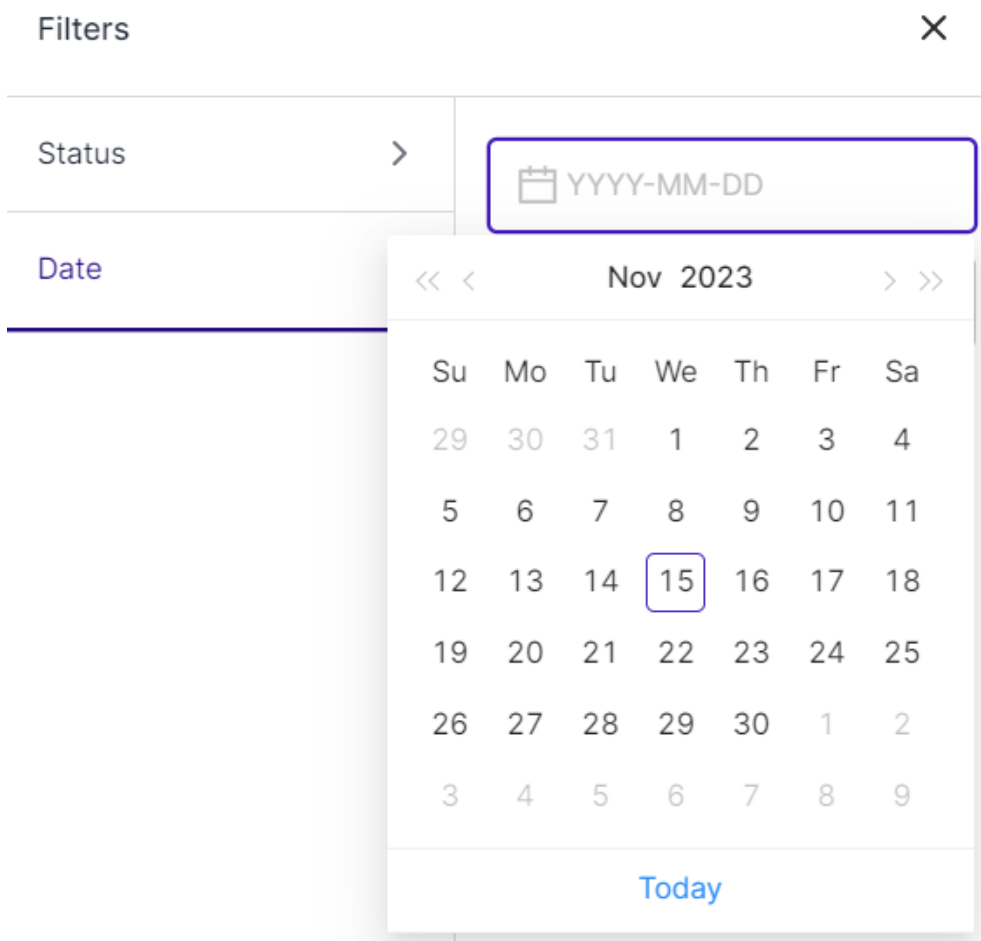 Filters
Status
YYYY-MM-DD
Date
Nov 2023
Su Mo Tu We Th Fr Sa
29 30 31 1 2 3 4
5 6 7 8 9 10 11
12 13 14 15 16 17 18
19 20 21 22 23 24 25
26 27 28 29 30 1 2
3 4 5 6 7 8 9
Today